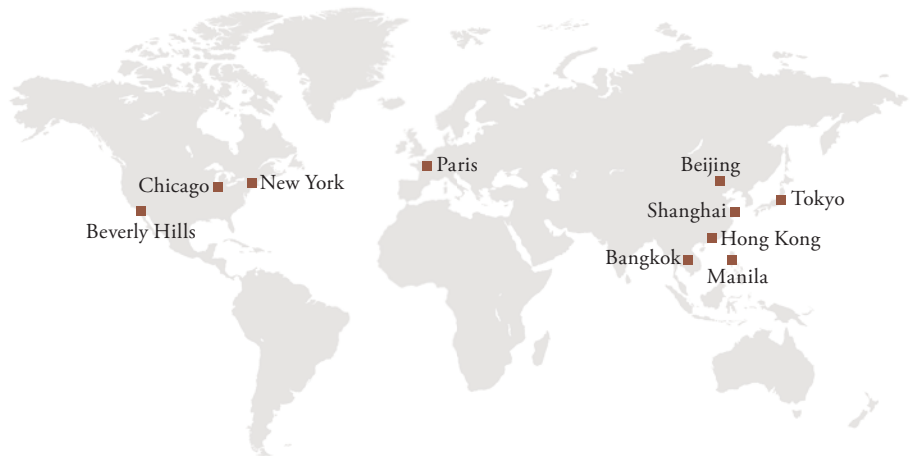 Paris
Beijing
Chicago
New York
Tokyo
Shanghai
Beverly Hills
Hong Kong
Bangkok
Manila